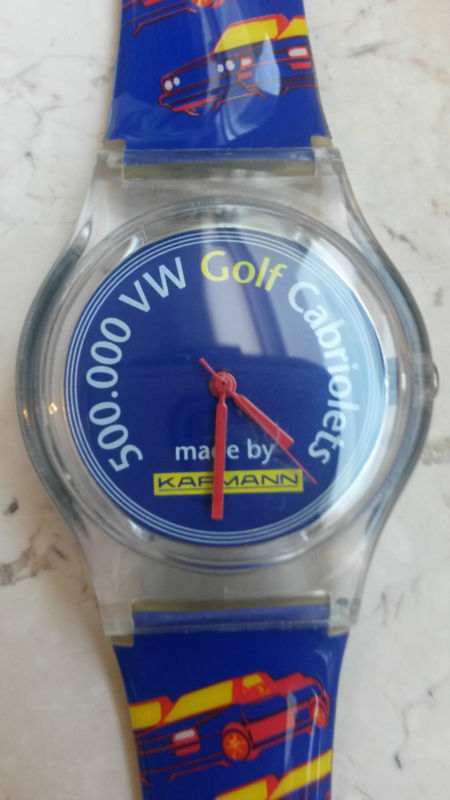 500.000 VW Golf Cabriolets
made by
KARMANN